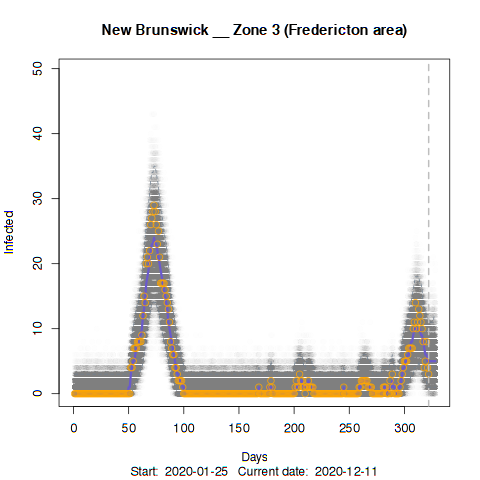 New Brunswick __ Zone 3 (Fredericton area)
50
40
30
20
10
0
Infected
0 50 100 150 200 250 300
Days
Start: 2020-01-25 Current date: 2020-12-11